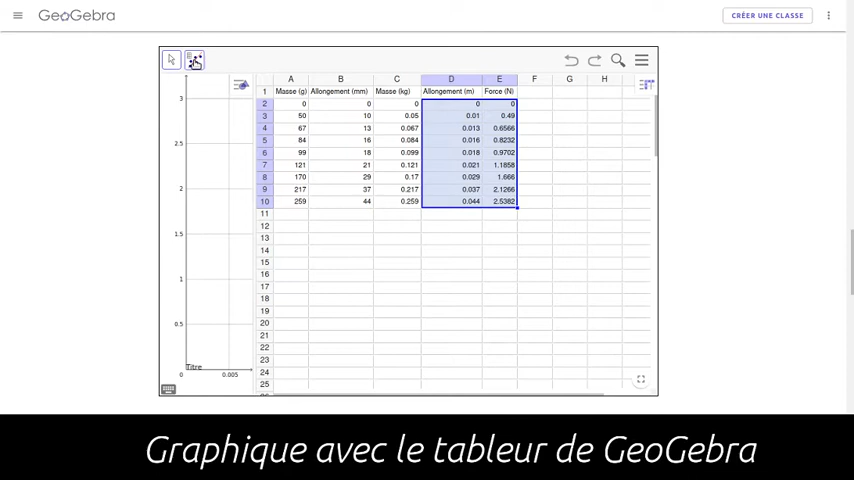 GeoGebra
CRÉER UNE CLASSE
A B C D E F G H
1 Masse (g) Allongement (mm) Masse (kg) Allongement (m) Force (N)
2 0 0 0 0 0
3 50 10 0.05 0.01 0.49
4 67 13 0.067 0.013 0.6566
5 84 16 0.084 0.016 0.8232
6 99 18 0.099 0.018 0.9702
7 121 21 0.121 0.021 1.1858
8 170 29 0.17 0.029 1.666
9 217 37 0.217 0.037 2.1266
10 259 44 0.259 0.044 2.5382
11
12
13
14
15
16
17
18
19
20
21
22
23
24
25
3
2.5
2
1.5
1
0.5
Titre
0 0.005
Graphique avec le tableur de GeoGebra